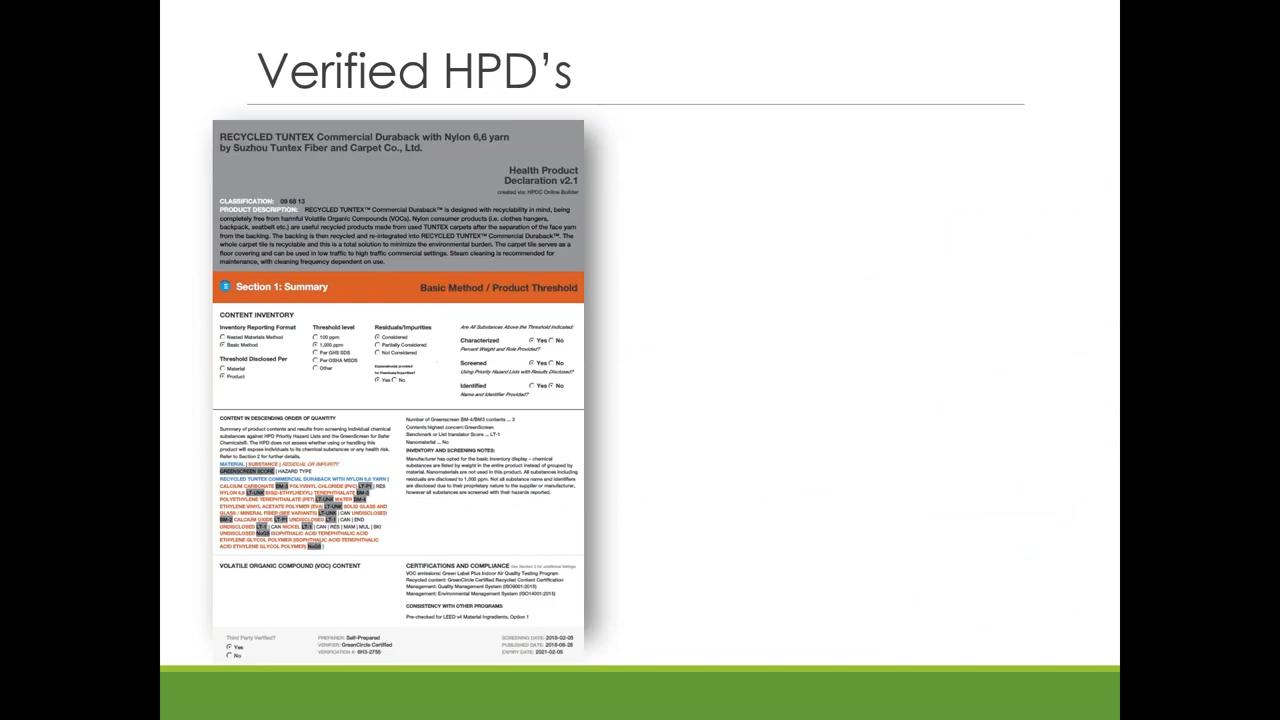 Verified HPD's
RECYCLED TUNTEX Commercial Duraback with Nylon 6,6 yarn
by Suzhou Tuntex Fiber and Carpet Co., Ltd.
Health Product
Declaration v2.1
created via: HPDC Online Builder
CLASSIFICATION: 09 68 13
PRODUCT DESCRIPTION: RECYCLED TUNTEX™ Commercial Duraback™ is designed with recyclability in mind, being
completely free from harmful Volatile Organic Compounds (VOCs). Nylon consumer products (i.e. clothes hangers,
backpack, seatbelt etc.) are useful recycled products made from used TUNTEX carpets after the separation of the face yarn
from the backing. The backing is then recycled and re-integrated into RECYCLED TUNTEX™ Commercial Duraback™. The
whole carpet tile is recyclable and this is a total solution to minimize the environmental burden. The carpet tile serves as a
floor covering and can be used in low traffic to high traffic commercial settings. Steam cleaning is recommended for
maintenance, with cleaning frequency dependent on use.
Section 1: Summary
Basic Method / Product Threshold
CONTENT INVENTORY
Inventory Reporting Format
Nested Materials Method
Basic Method
Threshold Disclosed Per
Material
Product
Threshold level
100 ppm
1,000 ppm
Per GHS SDS
Per OSHA MSDS
Other
Residuals/Impurities
Considered
Partially Considered
Not Considered
Explanation(s) provided
for Residuals/Impurities?
Yes No
Are All Substances Above the Threshold Indicated:
Characterized Yes No
Percent Weight and Role Provided?
Screened Yes No
Using Priority Hazard Lists with Results Disclosed?
Identified Yes No
Name and Identifier Provided?
CONTENT IN DESCENDING ORDER OF QUANTITY
Summary of product contents and results from screening individual chemical
substances against HPD Priority Hazard Lists and the GreenScreen for Safer
Chemicals®. The HPD does not assess whether using or handling this
product will expose individuals to its chemical substances or any health risk.
Refer to Section 2 for further details.
MATERIAL | SUBSTANCE | RESIDUAL OR IMPURITY
GREENSCREEN SCORE | HAZARD TYPE
RECYCLED TUNTEX COMMERCIAL DURABACK WITH NYLON 6,6 YARN [
CALCIUM CARBONATE BM-3 POLYVINYL CHLORIDE (PVC) LT-P1 | RES
NYLON 6,6 LT-UNK BIS(2-ETHYLHEXYL) TEREPHTHALATE BM-3
POLYETHYLENE TEREPHTHALATE (PET) LT-UNK WATER BM-4
ETHYLENE VINYL ACETATE POLYMER (EVA) LT-UNK SOLID GLASS AND
GLASS / MINERAL FIBER (SEE VARIANTS) LT-UNK | CAN UNDISCLOSED
BM-2 CALCIUM OXIDE LT-P1 UNDISCLOSED LT-1 | CAN | END
UNDISCLOSED LT-1 | CAN NICKEL LT-1 | CAN | RES | MAM | MUL | SKI
UNDISCLOSED NoGS ISOPHTHALIC ACID TEREPHTHALIC ACID
ETHYLENE GLYCOL POLYMER (ISOPHTHALIC ACID TEREPHTHALIC
ACID ETHYLENE GLYCOL POLYMER) NoGS ]
Number of Greenscreen BM-4/BM3 contents ... 3
Contents highest concern GreenScreen
Benchmark or List translator Score ... LT-1
Nanomaterial ... No
INVENTORY AND SCREENING NOTES:
Manufacturer has opted for the basic inventory display – chemical
substances are listed by weight in the entire product instead of grouped by
material. Nanomaterials are not used in this product. All substances including
residuals are disclosed to 1,000 ppm. Not all substance name and identifiers
are disclosed due to their proprietary nature to the supplier or manufacturer,
however all substances are screened with their hazards reported.
VOLATILE ORGANIC COMPOUND (VOC) CONTENT
CERTIFICATIONS AND COMPLIANCE See Section 3 for additional listings.
VOC emissions: Green Label Plus Indoor Air Quality Testing Program
Recycled content: GreenCircle Certified Recycled Content Certification
Management: Quality Management System (ISO9001:2015)
Management: Environmental Management System (ISO14001:2015)
CONSISTENCY WITH OTHER PROGRAMS
Pre-checked for LEED v4 Material Ingredients, Option 1
Third Party Verified?
Yes
No
PREPARER: Self-Prepared
VERIFIER: GreenCircle Certified
VERIFICATION #: 6H3-2755
SCREENING DATE: 2018-02-05
PUBLISHED DATE: 2018-06-28
EXPIRY DATE: 2021-02-05